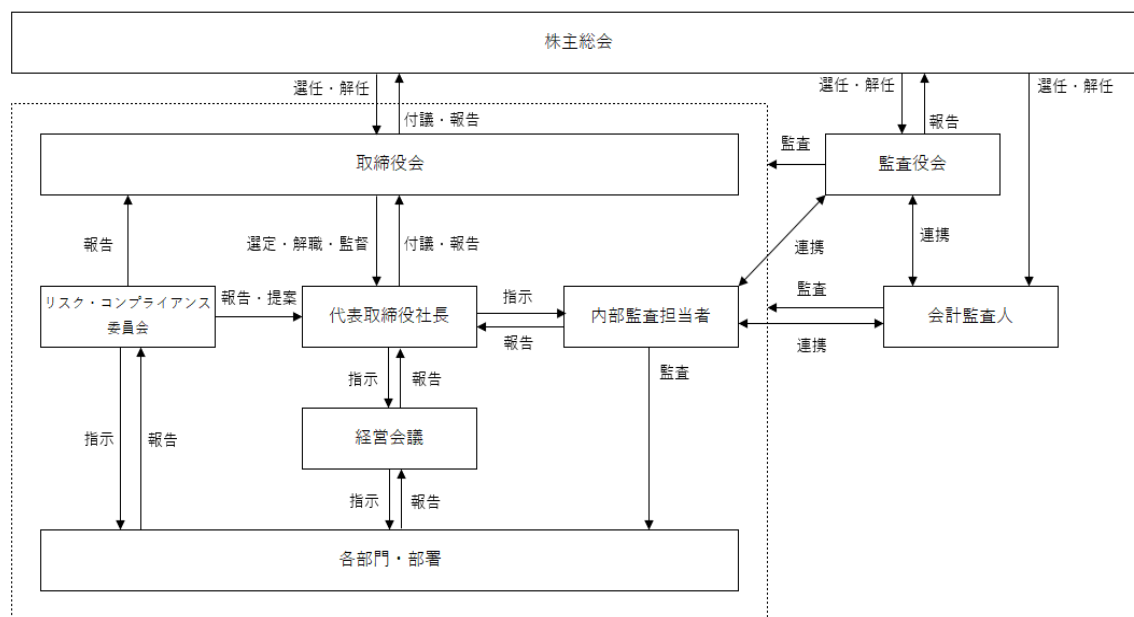 株主総会
選任・解任
付議・報告
選任・解任
報告
選任・解任
取締役会
監査
監査役会
報告
選定・解職・監督
付議・報告
連携
連携
リスク・コンプライアンス
委員会
報告・提案
代表取締役社長
指示
報告
内部監査担当者
監査
連携
会計監査人
指示
報告
監査
経営会議
指示
報告
指示
報告
各部門・部署